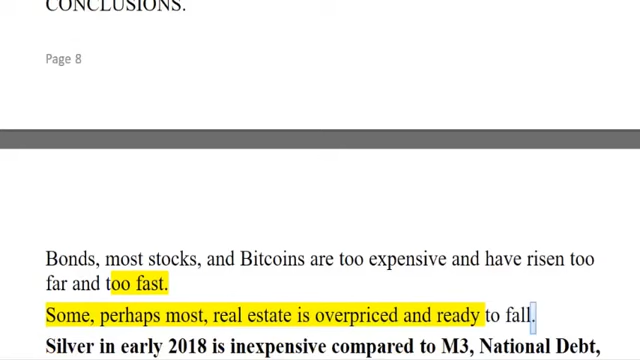 CONCLUSIONS.
Page 8
Bonds, most stocks, and Bitcoins are too expensive and have risen too
far and too fast.
Some, perhaps most, real estate is overpriced and ready to fall.
Silver in early 2018 is inexpensive compared to M3, National Debt,